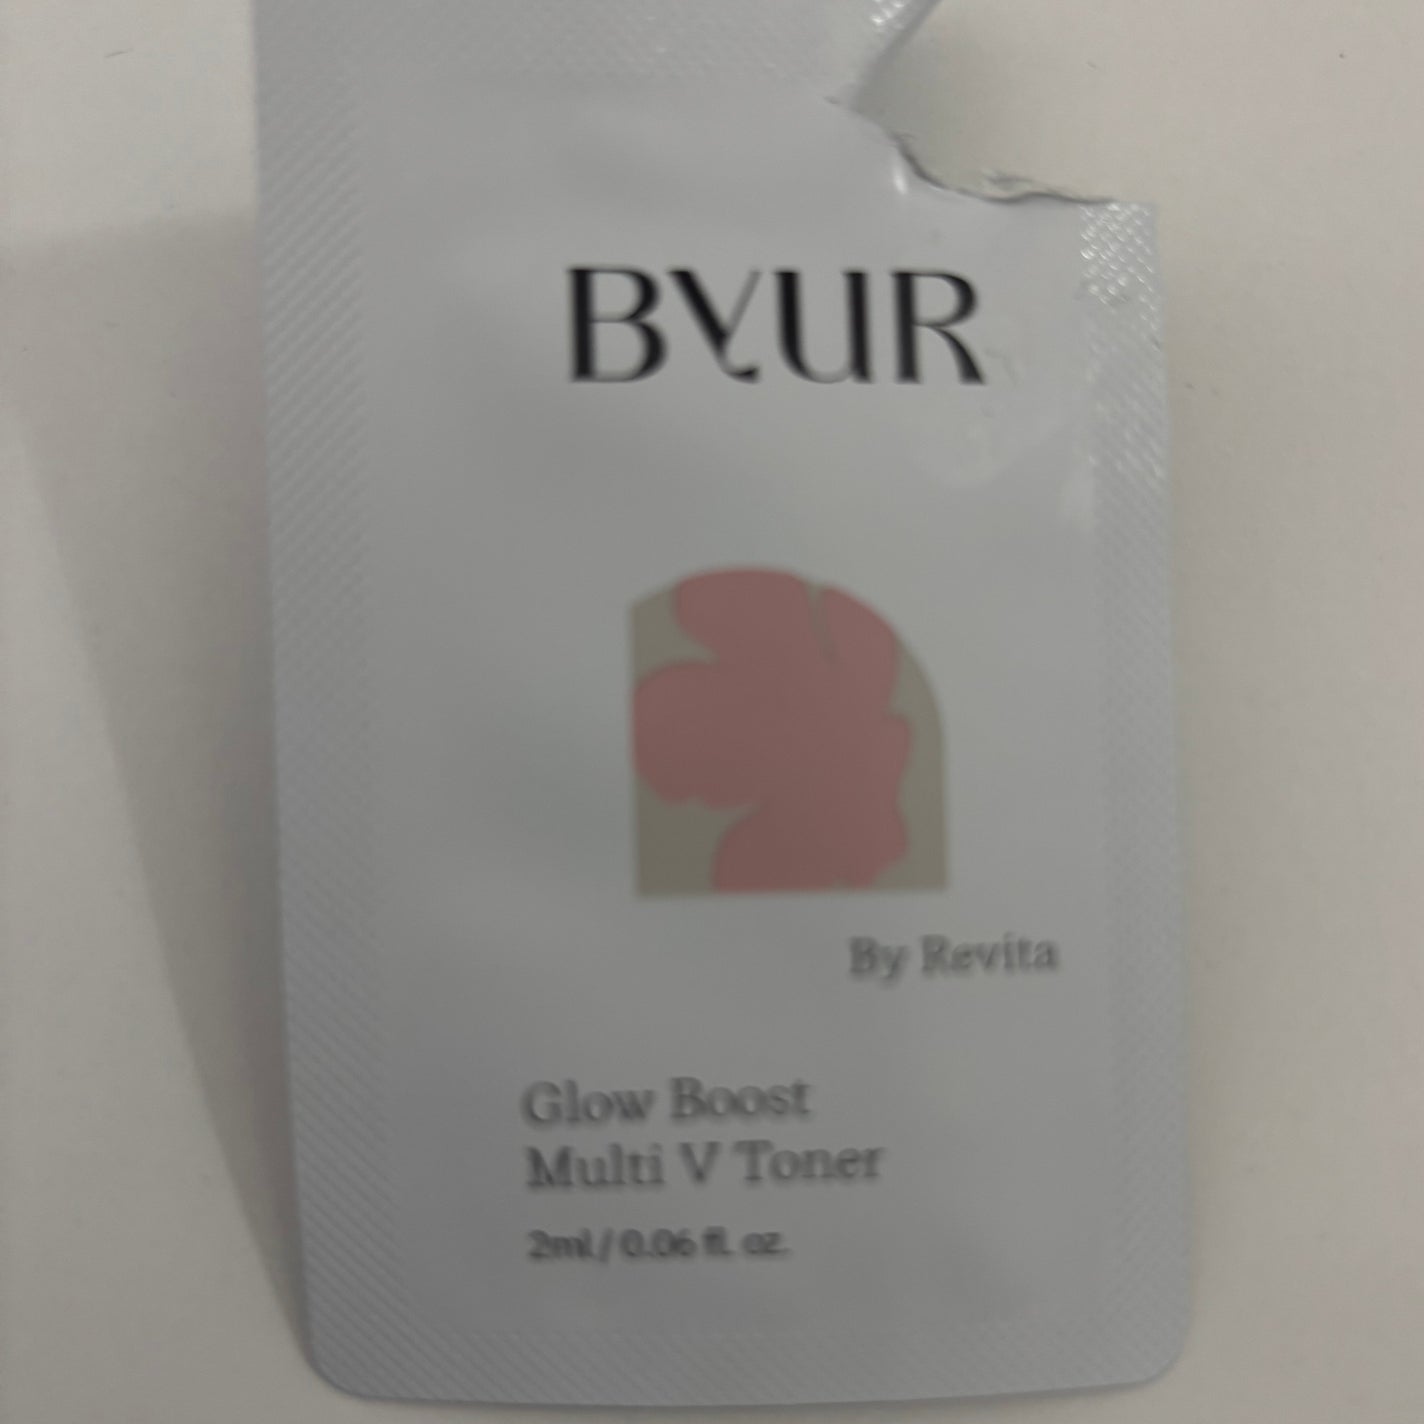 BYUR
By Revita
Glow Boost
Multi V Toner
2ml / 0.06 fl. oz.